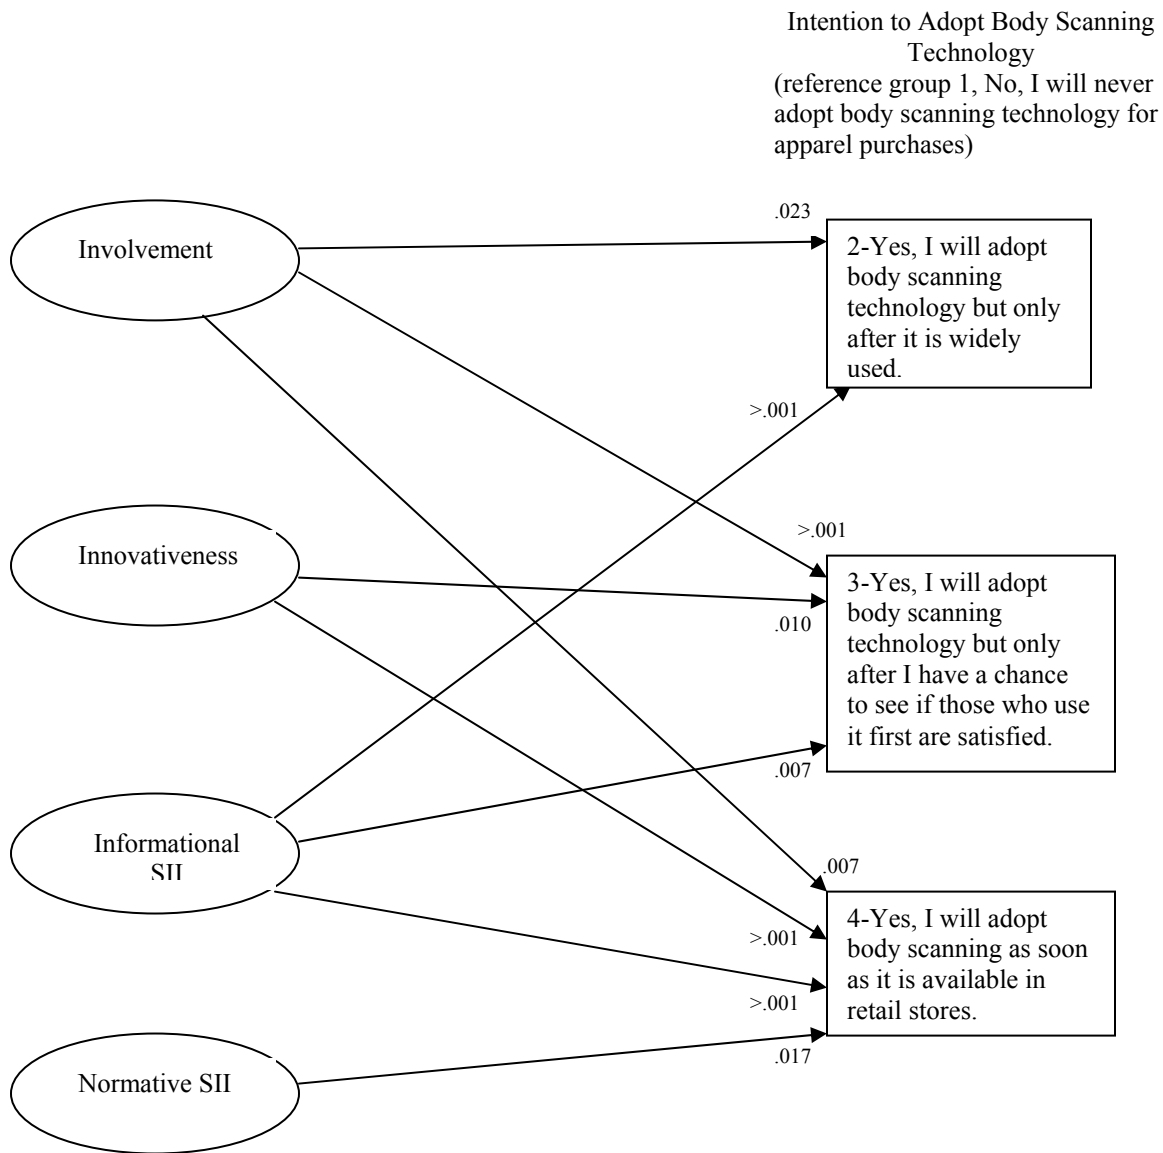 Intention to Adopt Body Scanning
Technology
(reference group 1, No, I will never
adopt body scanning technology for
apparel purchases)
Involvement
.023
2-Yes, I will adopt
body scanning
technology but only
after it is widely
used.
>.001
>.001
Innovativeness
3-Yes, I will adopt
body scanning
technology but only
after I have a chance
to see if those who use
it first are satisfied.
.010
.007
Informational
SII
.007
4-Yes, I will adopt
body scanning as soon
as it is available in
retail stores.
>.001
>.001
.017
Normative SII